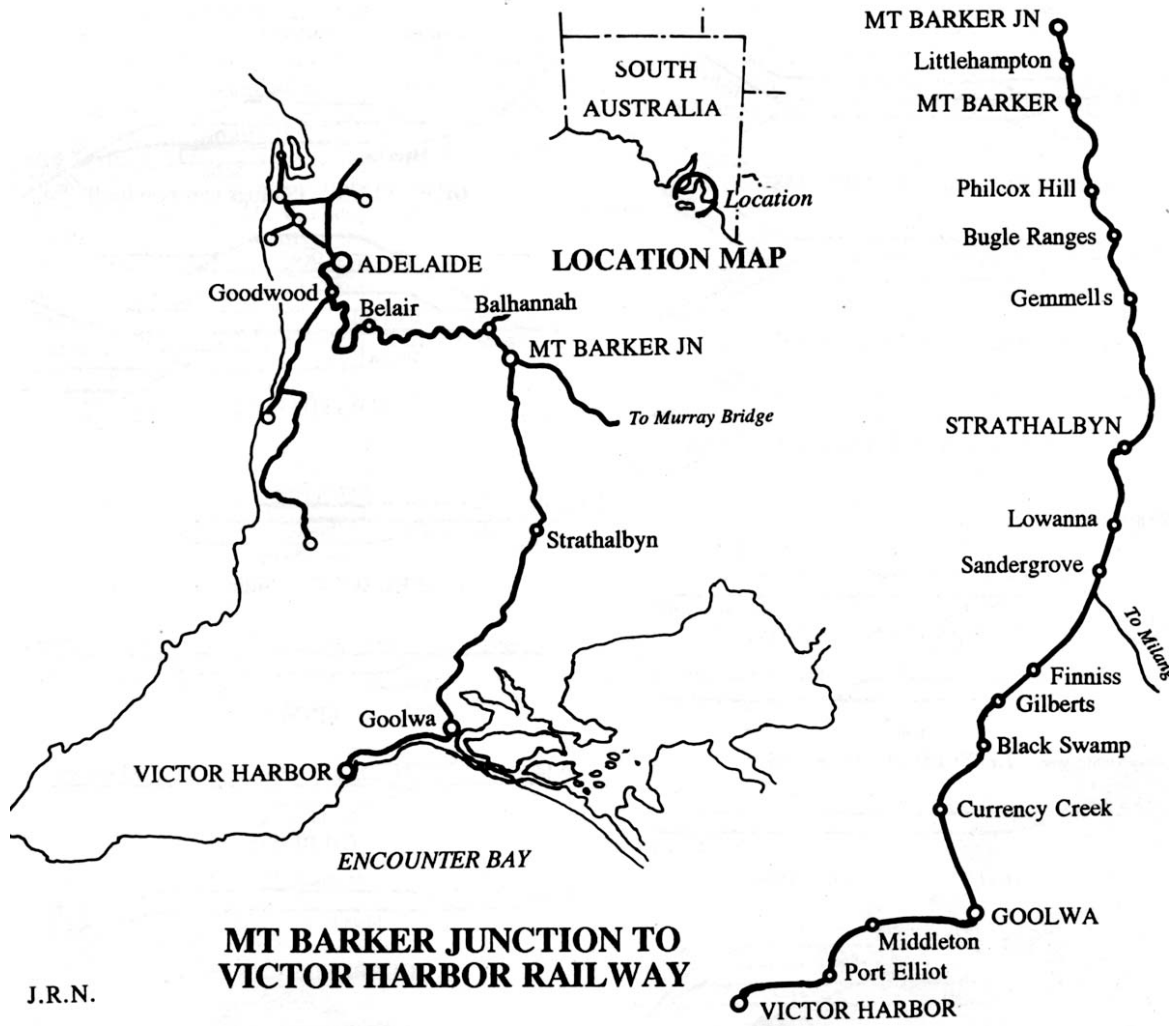 SOUTH
AUSTRALIA
Location
LOCATION MAP
ADELAIDE
Goodwood
Belair
Balhannah
MT BARKER JN
To Murray Bridge
Strathalbyn
Goolwa
VICTOR HARBOR
ENCOUNTER BAY
MT BARKER JUNCTION TO
VICTOR HARBOR RAILWAY
J.R.N.
MT BARKER JN
Littlehampton
MT BARKER
Philcox Hill
Bugle Ranges
Gemmells
STRATHALBYN
Lowanna
Sandergrove
To Milang
Finniss
Gilberts
Black Swamp
Currency Creek
GOOLWA
Middleton
Port Elliot
VICTOR HARBOR